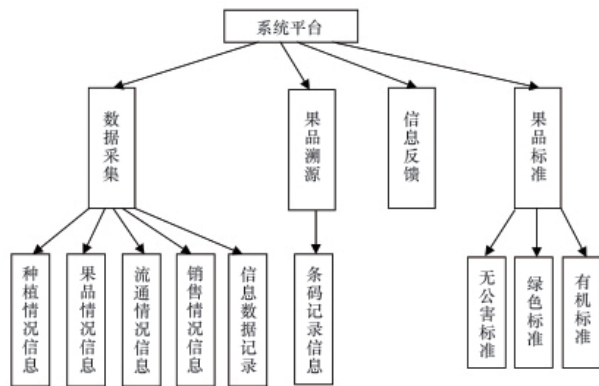 系统平台
数据采集
果品溯源
信息反馈
果品标准
种植情况信息
果品情况信息
流通情况信息
销售情况信息
信息数据记录
条码记录信息
无公害标准
绿色标准
有机标准